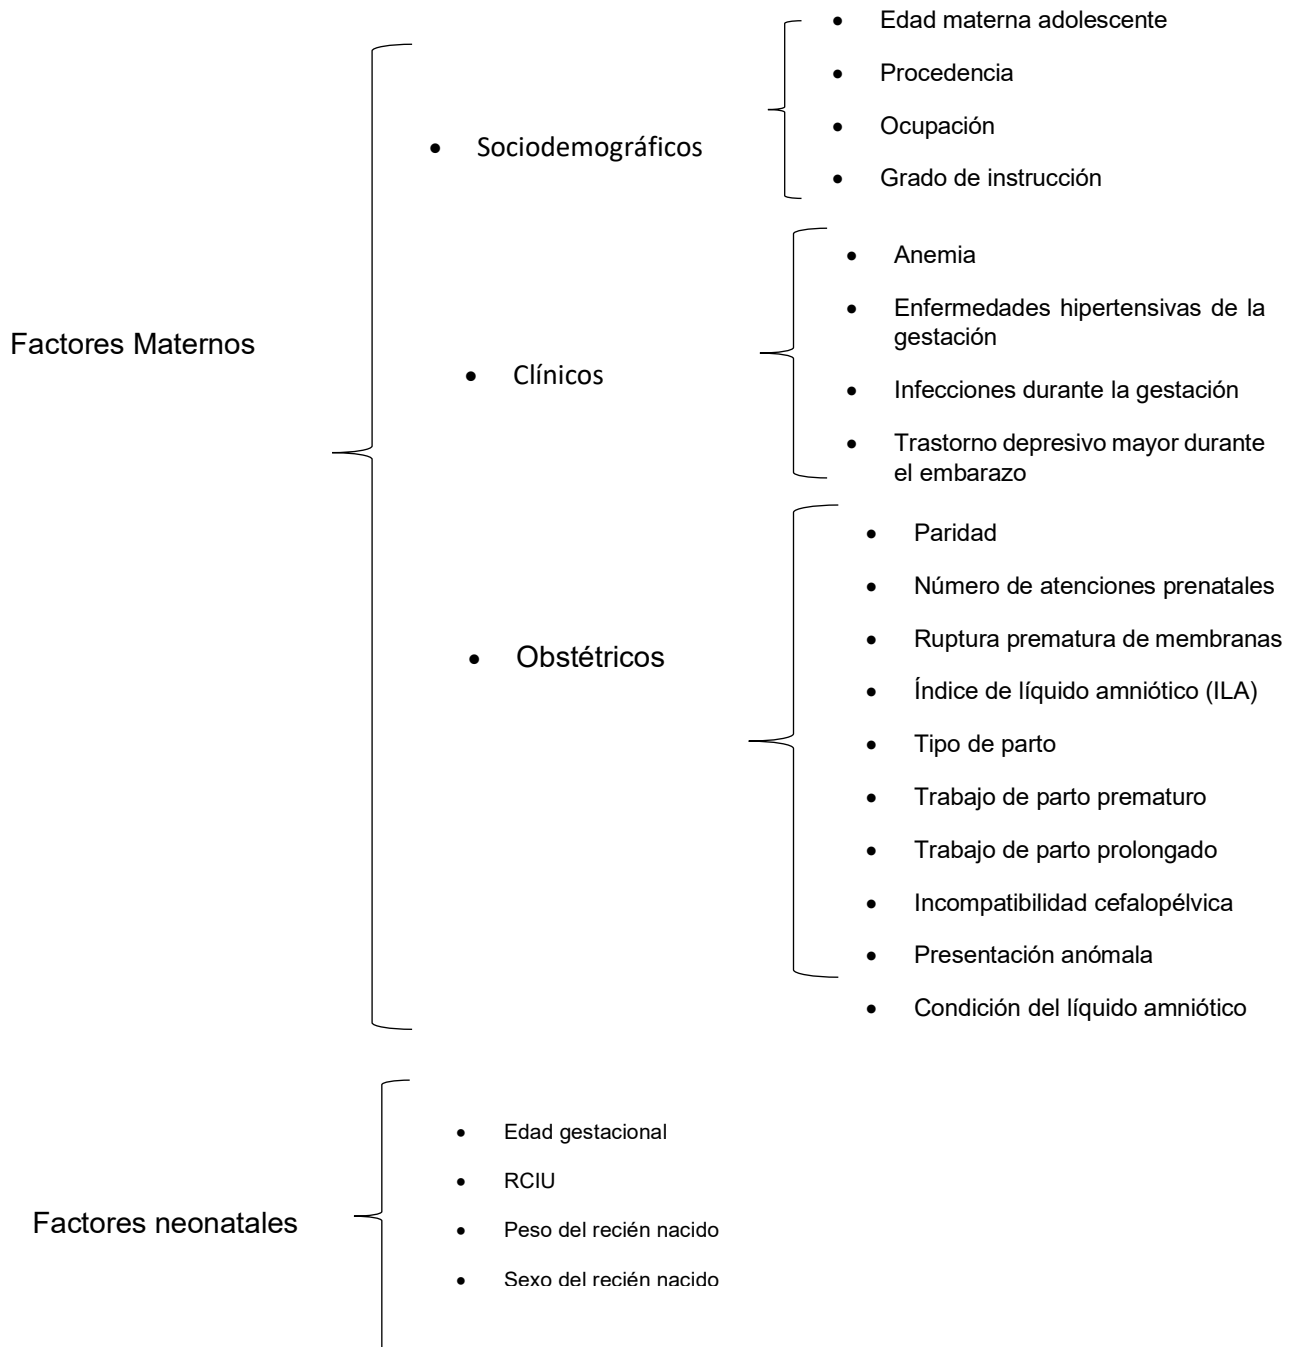 Factores Maternos
• Sociodemográficos
• Edad materna adolescente
• Procedencia
• Ocupación
• Grado de instrucción
• Clínicos
• Anemia
• Enfermedades hipertensivas de la
gestación
• Infecciones durante la gestación
• Trastorno depresivo mayor durante
el embarazo
• Obstétricos
• Paridad
• Número de atenciones prenatales
• Ruptura prematura de membranas
• Índice de líquido amniótico (ILA)
• Tipo de parto
• Trabajo de parto prematuro
• Trabajo de parto prolongado
• Incompatibilidad cefalopélvica
• Presentación anómala
• Condición del líquido amniótico
Factores neonatales
• Edad gestacional
• RCIU
• Peso del recién nacido
• Sexo del recién nacido